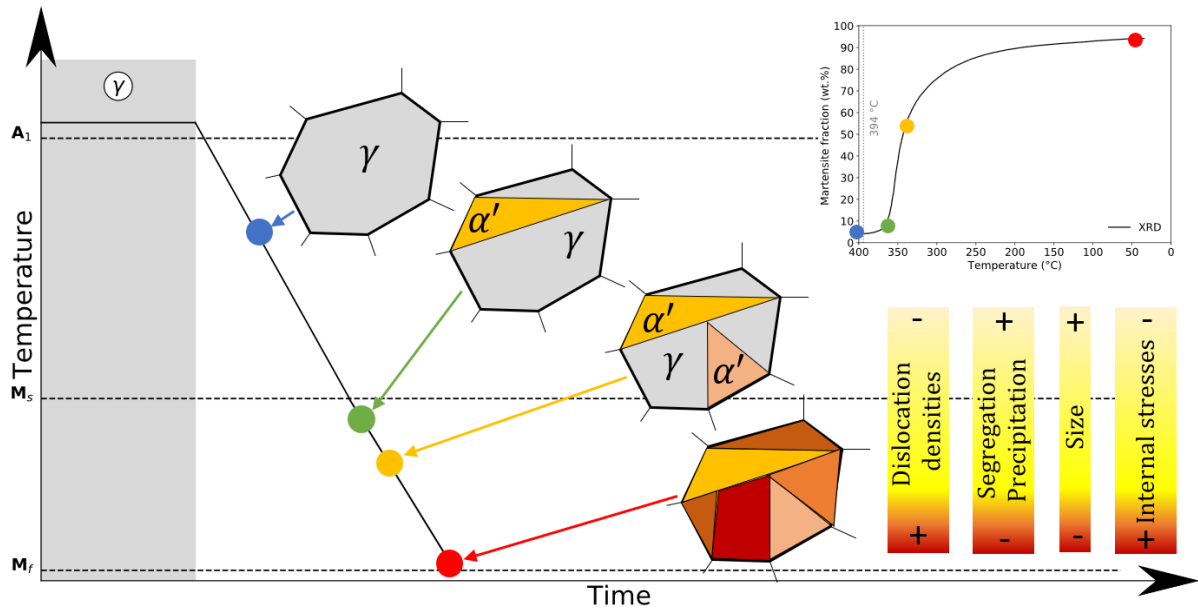 γ
A₁
Temperature
Mₛ
M_f
Time
γ
α′
γ
α′
γ
α′
100
90
80
70
60
50
40
30
20
10
0
Martensite fraction (wt.%)
394 °C
XRD
400
350
300
250
200
150
100
50
0
Temperature (°C)
-
Dislocation
densities
+
+
Segregation
Precipitation
-
+
Size
-
-
Internal stresses
+